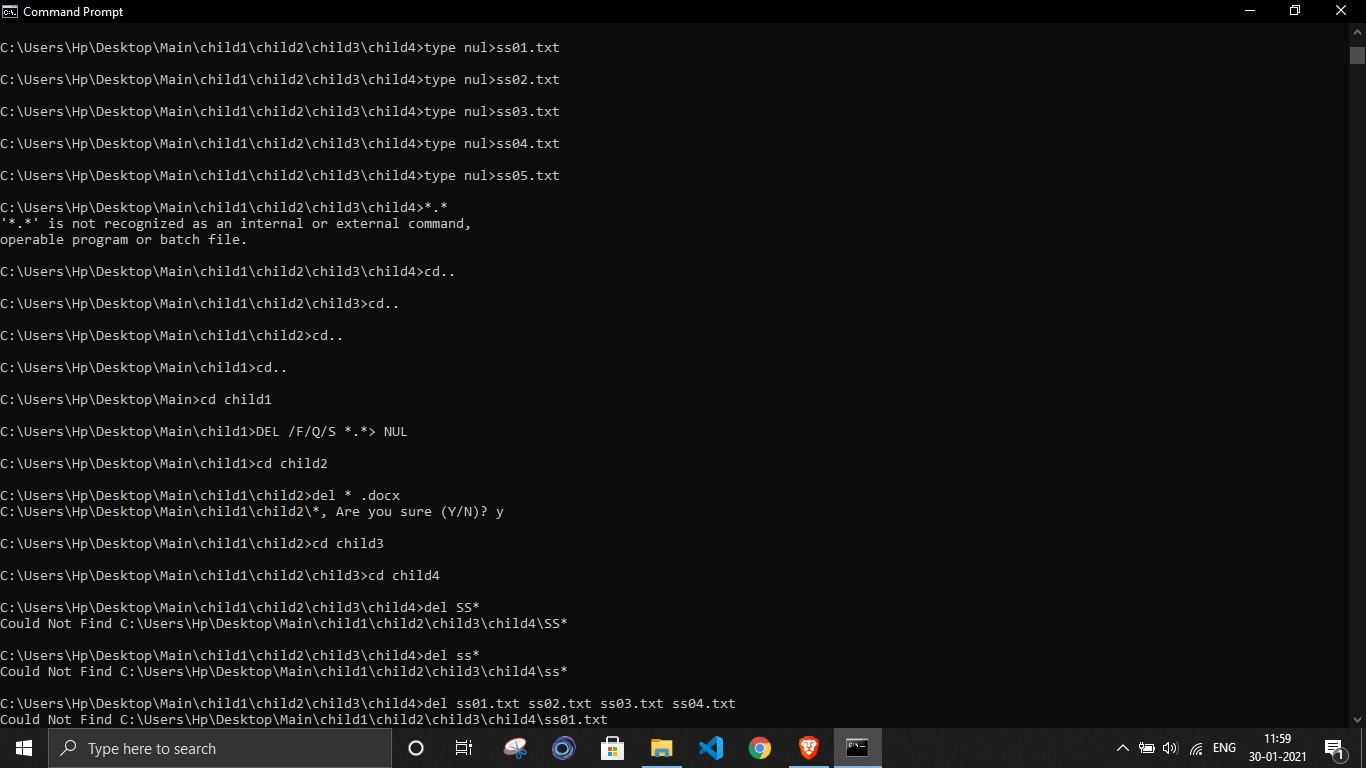 Command Prompt
C:\Users\Hp\Desktop\Main\child1\child2\child3\child4>type nul>ss01.txt
C:\Users\Hp\Desktop\Main\child1\child2\child3\child4>type nul>ss02.txt
C:\Users\Hp\Desktop\Main\child1\child2\child3\child4>type nul>ss03.txt
C:\Users\Hp\Desktop\Main\child1\child2\child3\child4>type nul>ss04.txt
C:\Users\Hp\Desktop\Main\child1\child2\child3\child4>type nul>ss05.txt
C:\Users\Hp\Desktop\Main\child1\child2\child3\child4>*.*
'*.*' is not recognized as an internal or external command,
operable program or batch file.
C:\Users\Hp\Desktop\Main\child1\child2\child3\child4>cd..
C:\Users\Hp\Desktop\Main\child1\child2\child3>cd..
C:\Users\Hp\Desktop\Main\child1\child2>cd..
C:\Users\Hp\Desktop\Main\child1>cd..
C:\Users\Hp\Desktop\Main>cd child1
C:\Users\Hp\Desktop\Main\child1>DEL /F/Q/S *.*> NUL
C:\Users\Hp\Desktop\Main\child1>cd child2
C:\Users\Hp\Desktop\Main\child1\child2>del * .docx
C:\Users\Hp\Desktop\Main\child1\child2\*, Are you sure (Y/N)? y
C:\Users\Hp\Desktop\Main\child1\child2>cd child3
C:\Users\Hp\Desktop\Main\child1\child2\child3>cd child4
C:\Users\Hp\Desktop\Main\child1\child2\child3\child4>del SS*
Could Not Find C:\Users\Hp\Desktop\Main\child1\child2\child3\child4\SS*
C:\Users\Hp\Desktop\Main\child1\child2\child3\child4>del ss*
Could Not Find C:\Users\Hp\Desktop\Main\child1\child2\child3\child4\ss*
C:\Users\Hp\Desktop\Main\child1\child2\child3\child4>del ss01.txt ss02.txt ss03.txt ss04.txt
Could Not Find C:\Users\Hp\Desktop\Main\child1\child2\child3\child4\ss01.txt
Type here to search
ENG
11:59
30-01-2021
1